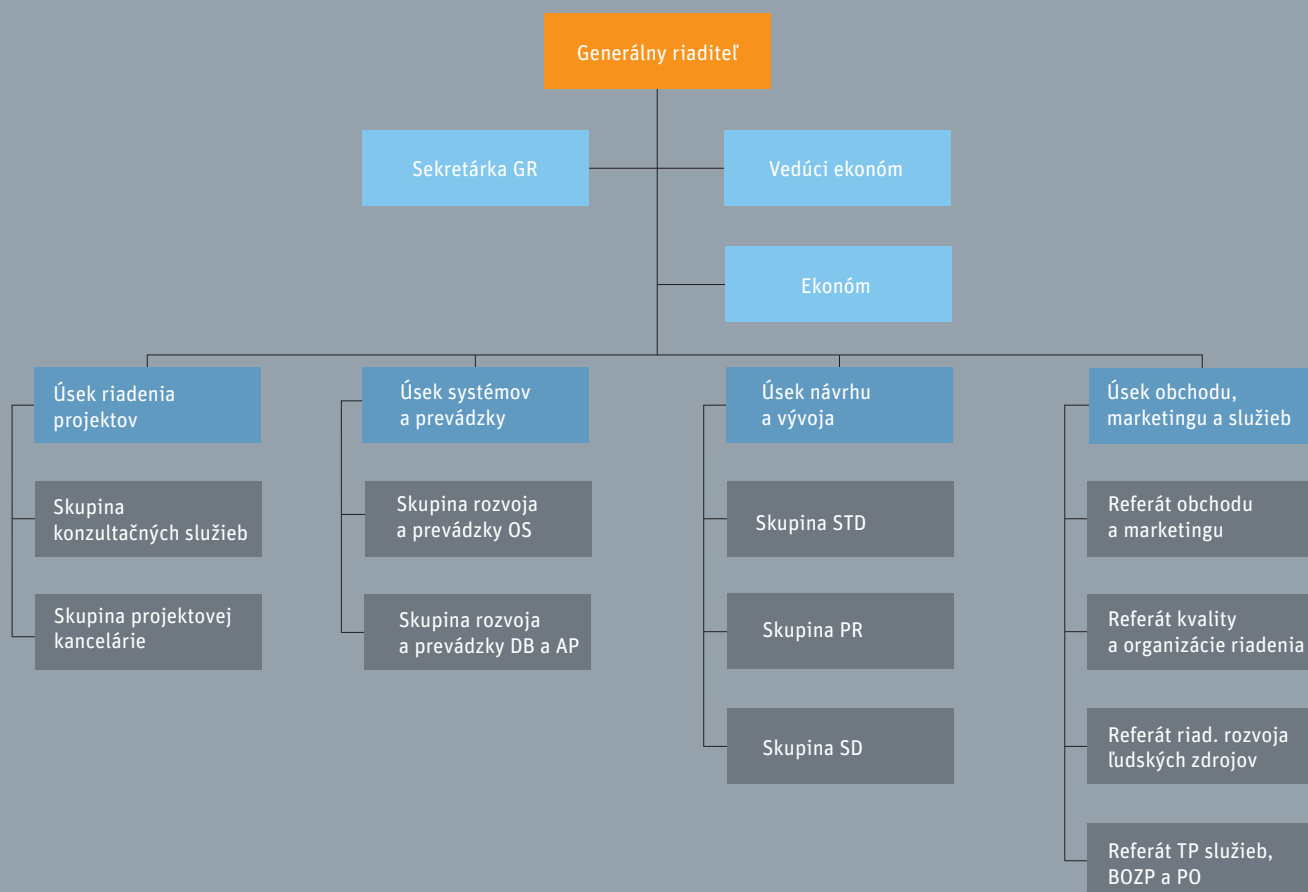 Generálny riaditeľ
Sekretárka GR
Vedúci ekonóm
Ekonóm
Úsek riadenia
projektov
Skupina
konzultačných služieb
Skupina projektovej
kancelárie
Úsek systémov
a prevádzky
Skupina rozvoja
a prevádzky OS
Skupina rozvoja
a prevádzky DB a AP
Úsek návrhu
a vývoja
Skupina STD
Skupina PR
Skupina SD
Úsek obchodu,
marketingu a služieb
Referát obchodu
a marketingu
Referát kvality
a organizácie riadenia
Referát riad. rozvoja
ľudských zdrojov
Referát TP služieb,
BOZP a PO